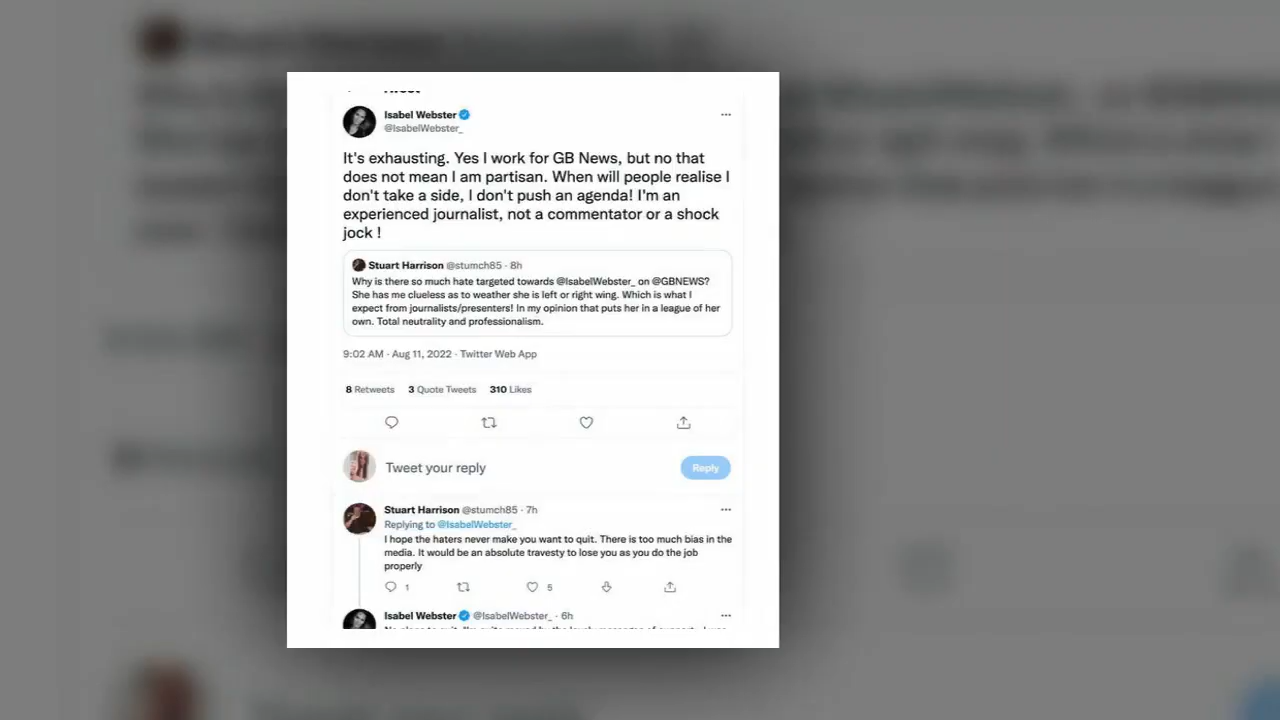 Isabel Webster
@IsabelWebster_
It's exhausting. Yes I work for GB News, but no that
does not mean I am partisan. When will people realise I
don't take a side, I don't push an agenda! I'm an
experienced journalist, not a commentator or a shock
jock !
Stuart Harrison @stumch85 · 8h
Why is there so much hate targeted towards @IsabelWebster_ on @GBNEWS?
She has me clueless as to weather she is left or right wing. Which is what I
expect from journalists/presenters! In my opinion that puts her in a league of her
own. Total neutrality and professionalism.
9:02 AM · Aug 11, 2022 · Twitter Web App
8 Retweets 3 Quote Tweets 310 Likes
Tweet your reply
Reply
Stuart Harrison @stumch85 · 7h
Replying to @IsabelWebster_
I hope the haters never make you want to quit. There is too much bias in the
media. It would be an absolute travesty to lose you as you do the job
properly
1 5
Isabel Webster @IsabelWebster_ · 6h